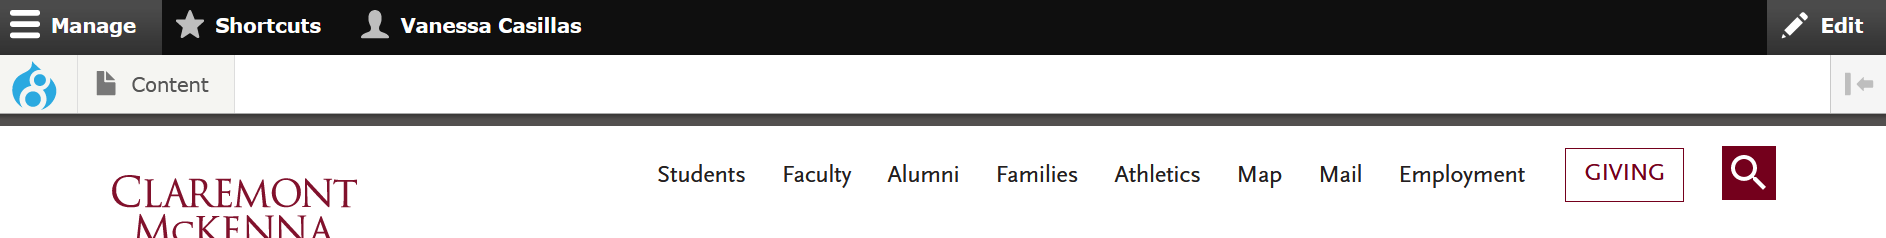 Manage Shortcuts Vanessa Casillas Edit
Content
Students Faculty Alumni Families Athletics Map Mail Employment GIVING
CLAREMONT
MCKENNA